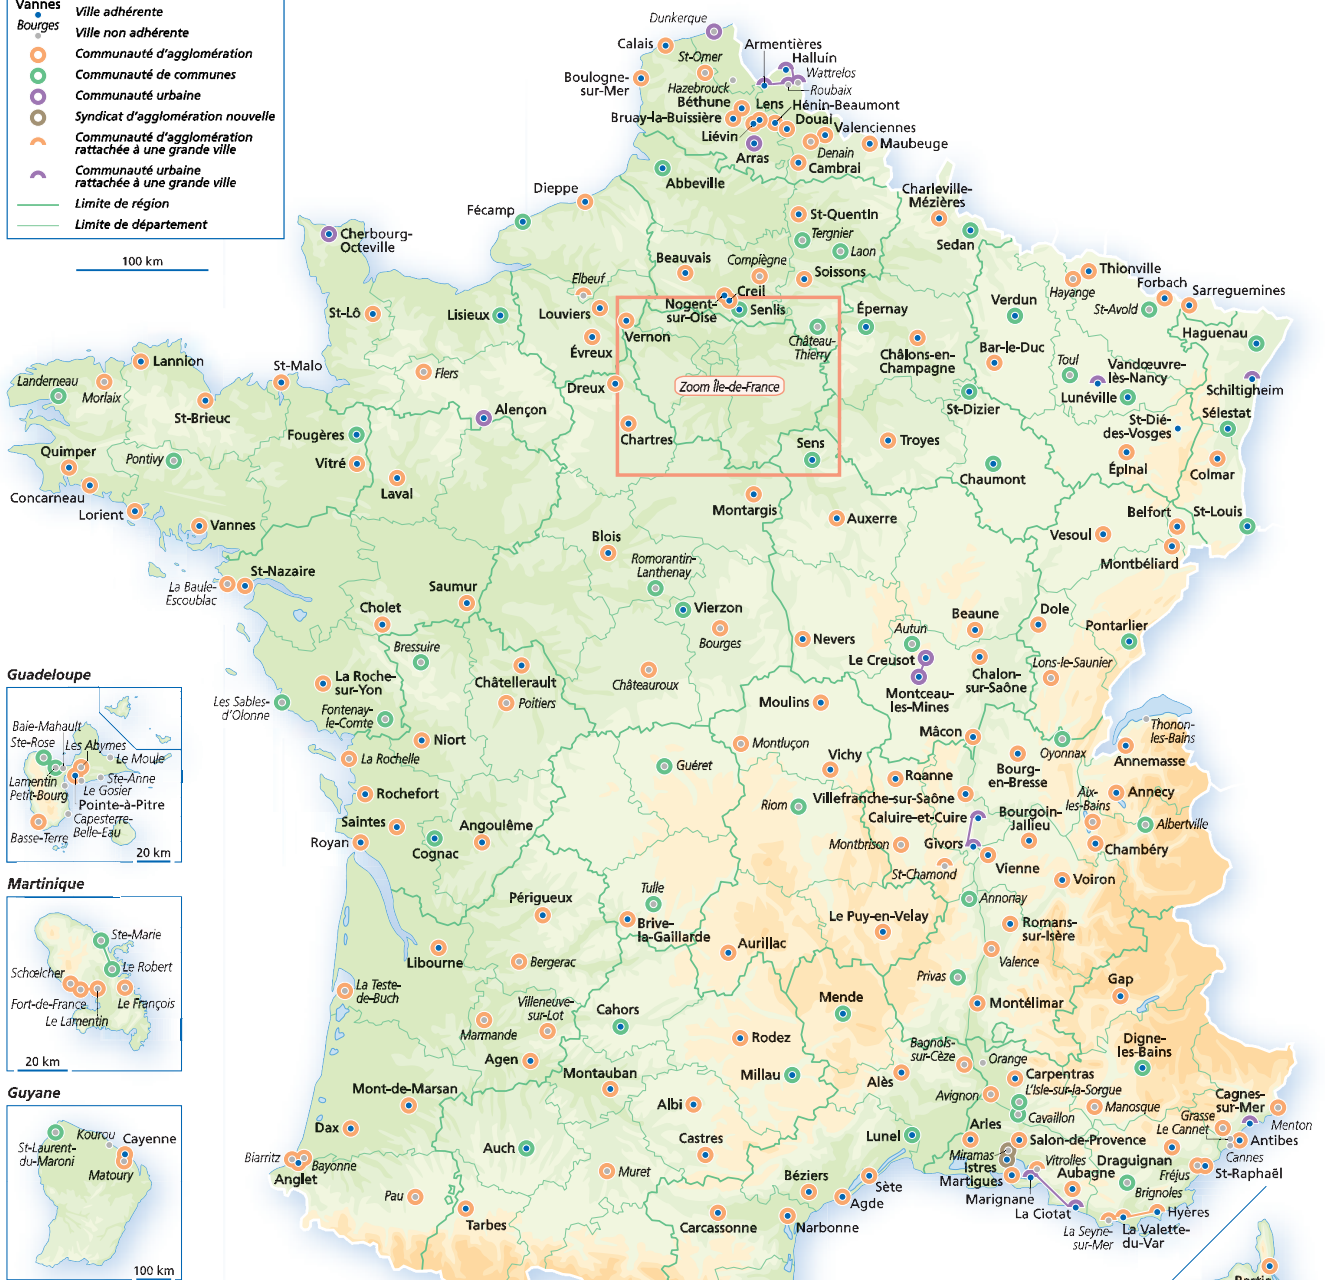 Vannes
Ville adhérente
Bourges
Ville non adhérente
Communauté d'agglomération
Communauté de communes
Communauté urbaine
Syndicat d'agglomération nouvelle
Communauté d'agglomération
rattachée à une grande ville
Communauté urbaine
rattachée à une grande ville
Limite de région
Limite de département
100 km
Dunkerque
Calais
Armentières
St-Omer
Halluin
Boulogne-
sur-Mer
Wattrelos
Hazebrouck
Roubaix
Béthune
Lens
Hénin-Beaumont
Bruay-la-Buissière
Douai
Liévin
Valenciennes
Arras
Denain
Maubeuge
Cambrai
Abbeville
Dieppe
Charleville-
Mézières
Fécamp
St-Quentin
Cherbourg-
Octeville
Tergnier
Sedan
Laon
Beauvais
Compiègne
Soissons
Thionville
Elbeuf
Creil
Hayange
Forbach
Sarreguemines
St-Lô
Lisieux
Louviers
Nogent-
sur-Oise
Senlis
Épernay
Verdun
St-Avold
Vernon
Haguenau
Évreux
Château-
Thierry
Châlons-en-
Champagne
Bar-le-Duc
Toul
Vandœuvre-
lès-Nancy
Lannion
St-Malo
Landerneau
Morlaix
Flers
Dreux
Zoom Île-de-France
St-Dizier
Lunéville
Schiltigheim
St-Brieuc
Alençon
Sélestat
Fougères
Chartres
Sens
Troyes
St-Dié-
des-Vosges
Quimper
Pontivy
Vitré
Épinal
Colmar
Laval
Chaumont
Concarneau
Lorient
Montargis
Belfort
St-Louis
Vannes
Auxerre
Vesoul
Blois
Montbéliard
Romorantin-
Lanthenay
St-Nazaire
La Baule-
Escoublac
Saumur
Cholet
Vierzon
Beaune
Dole
Bourges
Nevers
Autun
Pontarlier
Bressuire
Le Creusot
Lons-le-Saunier
Châteauroux
Chalon-
sur-Saône
La Roche-
sur-Yon
Châtellerault
Montceau-
les-Mines
Les Sables-
d'Olonne
Fontenay-
le-Comte
Poitiers
Moulins
Thonon-
les-Bains
Niort
Montluçon
Mâcon
Oyonnax
Annemasse
La Rochelle
Guéret
Vichy
Bourg-
en-Bresse
Roanne
Rochefort
Riom
Villefranche-sur-Saône
Aix-
les-Bains
Annecy
Saintes
Angoulême
Caluire-et-Cuire
Bourgoin-
Jallieu
Albertville
Royan
Cognac
Montbrison
Givors
Chambéry
Vienne
St-Chamond
Voiron
Périgueux
Tulle
Annonay
Brive-
la-Gaillarde
Le Puy-en-Velay
Romans-
sur-Isère
Libourne
Bergerac
Aurillac
Valence
Privas
La Teste-
de-Buch
Gap
Villeneuve-
sur-Lot
Cahors
Mende
Montélimar
Marmande
Rodez
Digne-
les-Bains
Agen
Bagnols-
sur-Cèze
Orange
Montauban
Millau
Alès
Carpentras
Mont-de-Marsan
L'Isle-sur-la-Sorgue
Avignon
Cagnes-
sur-Mer
Albi
Manosque
Cavaillon
Grasse
Menton
Dax
Arles
Le Cannet
Auch
Castres
Lunel
Salon-de-Provence
Antibes
Biarritz
Bayonne
Miramas
Vitrolles
Draguignan
Cannes
Anglet
Muret
Istres
Aubagne
Fréjus
St-Raphaël
Béziers
Sète
Martigues
Pau
Marignane
Brignoles
Agde
La Ciotat
Hyères
Tarbes
Carcassonne
Narbonne
La Seyne-
sur-Mer
La Valette-
du-Var
Guadeloupe
Baie-Mahault
Ste-Rose
Les Abymes
Le Moule
Lamentin
Ste-Anne
Petit-Bourg
Le Gosier
Pointe-à-Pitre
Capesterre-
Belle-Eau
Basse-Terre
20 km
Martinique
Ste-Marie
Schœlcher
Le Robert
Fort-de-France
Le François
Le Lamentin
20 km
Guyane
Kourou
Cayenne
St-Laurent-
du-Maroni
Matoury
100 km